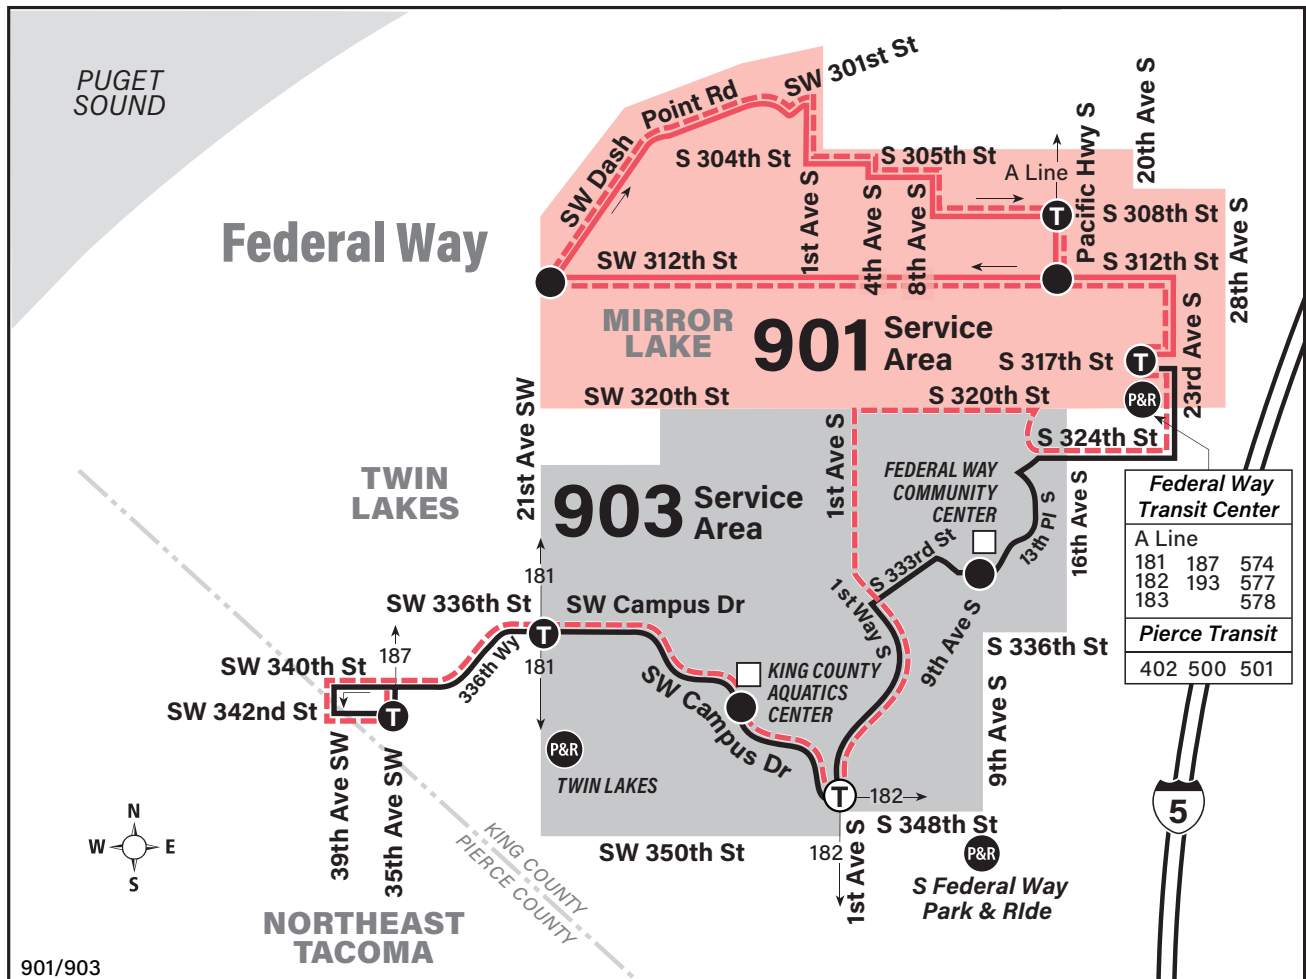 PUGET
SOUND
Federal Way
SW Dash
Point Rd
SW 301st St
S 304th St
S 305th St
A Line
1st Ave S
4th Ave S
8th Ave S
Pacific Hwy S
20th Ave S
T
S 308th St
SW 312th St
S 312th St
28th Ave S
MIRROR
LAKE
901
Service
Area
S 317th St
T
23rd Ave S
P&R
SW 320th St
S 320th St
21st Ave SW
1st Ave S
S 324th St
TWIN
LAKES
903
Service
Area
FEDERAL WAY
COMMUNITY
CENTER
13th Pl S
16th Ave S
Federal Way
Transit Center
A Line
181 187 574
182 193 577
183 578
Pierce Transit
402 500 501
181
S 333rd St
SW 336th St
SW Campus Dr
1st Way S
9th Ave S
S 336th St
T
187
181
336th Wy
SW 340th St
KING COUNTY
AQUATICS
CENTER
SW 342nd St
T
SW Campus Dr
39th Ave SW
35th Ave SW
P&R
TWIN LAKES
9th Ave S
T
182
5
182
1st Ave S
S 348th St
SW 350th St
P&R
S Federal Way
Park & RIde
KING COUNTY
PIERCE COUNTY
N
W
E
S
NORTHEAST
TACOMA
901/903